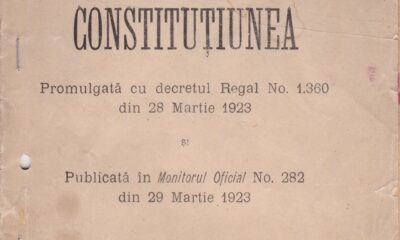 CONSTITUȚIUNEA
Promulgată cu decretul Regal No. 1.360
din 28 Martie 1923
ȘI
Publicată în Monitorul Oficial No. 282
din 29 Martie 1923